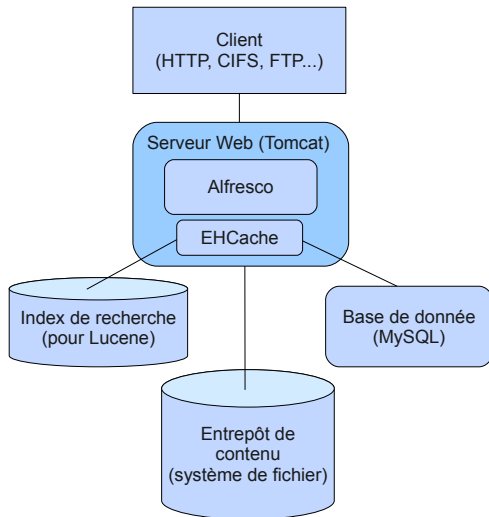 Client
(HTTP, CIFS, FTP...)
Serveur Web (Tomcat)
Alfresco
EHCache
Index de recherche
(pour Lucene)
Base de donnée
(MySQL)
Entrepôt de
contenu
(système de fichier)